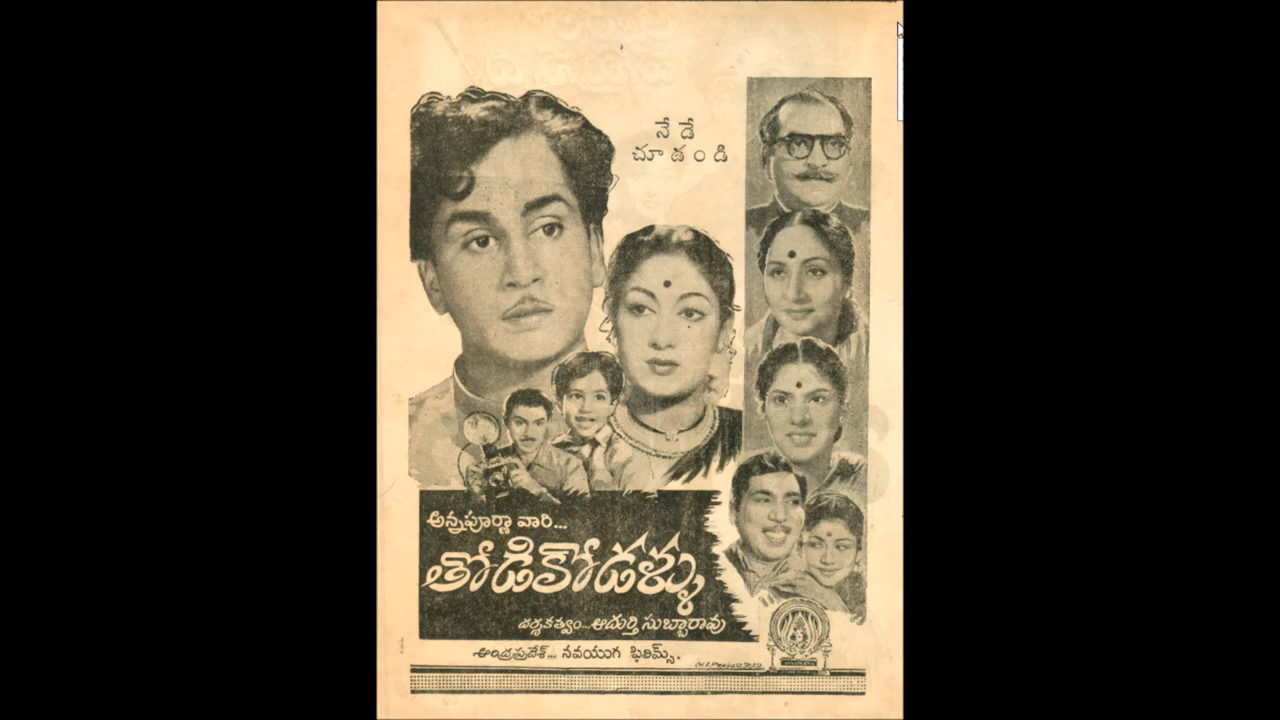 నేడే
చూడండి
అన్నపూర్ణా వారి...
తోడికోడళ్ళు
దర్శకత్వం...ఆదుర్తి సుబ్బారావు
ఆంధ్రప్రదేశ్... నవయుగ ఫిలిమ్స్.